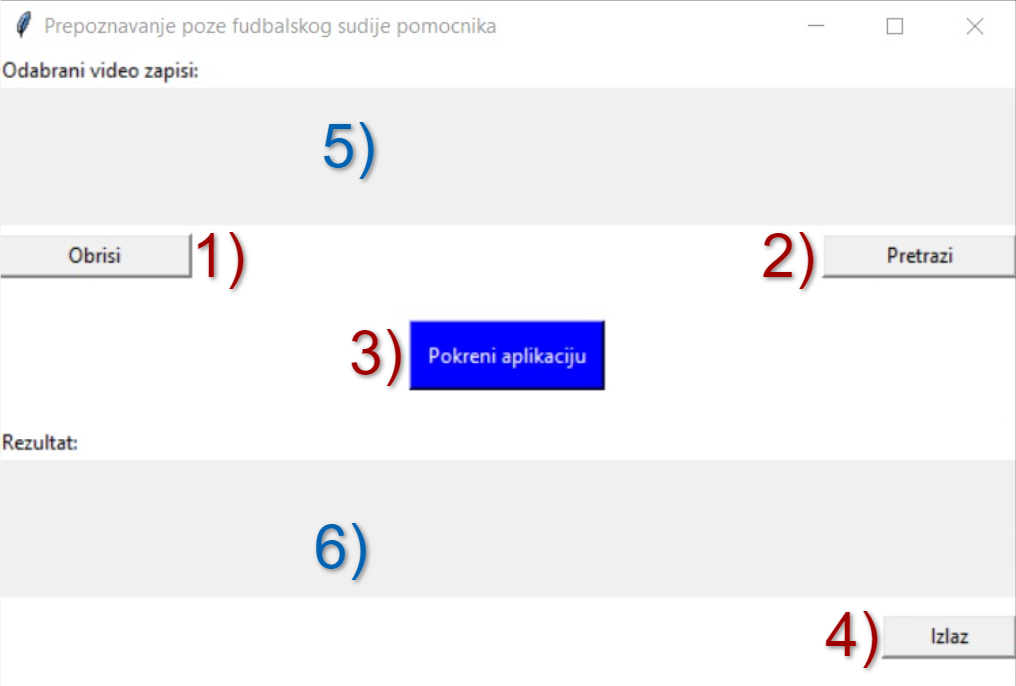 Prepoznavanje poze fudbalskog sudije pomocnika
Odabrani video zapisi:
5)
Obrisi 1) 2) Pretrazi
3) Pokreni aplikaciju
Rezultat:
6)
4) Izlaz